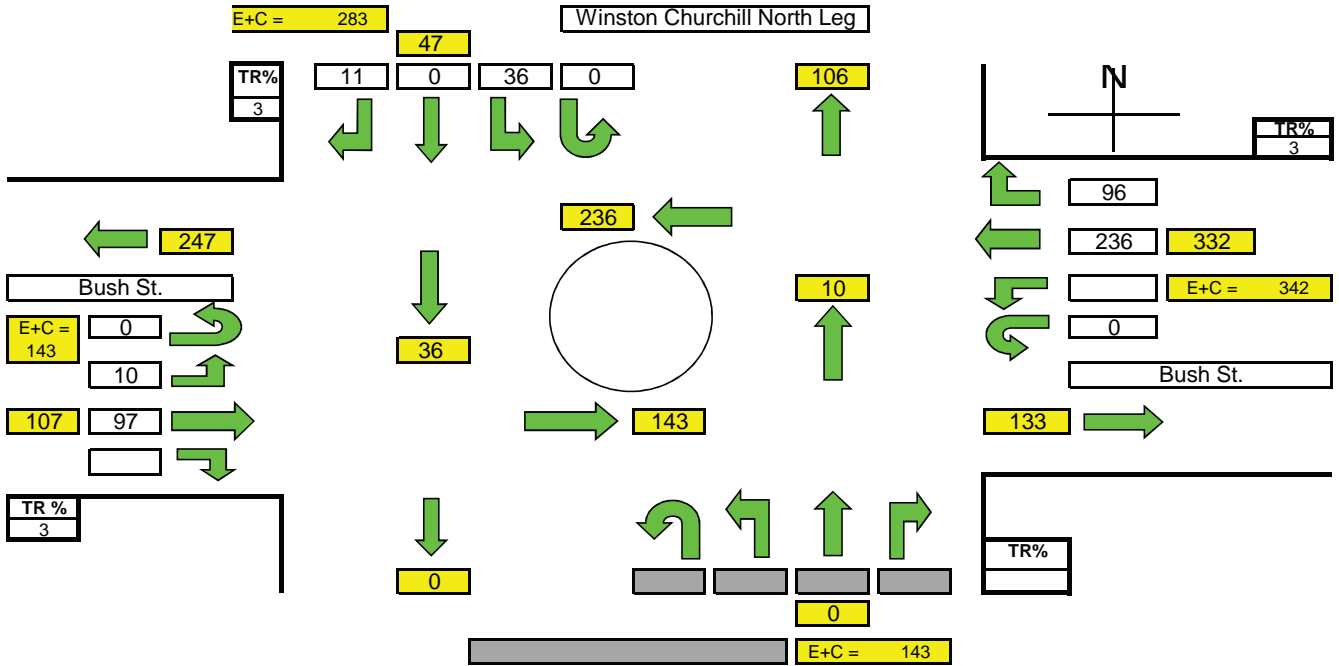 E+C = 283
Winston Churchill North Leg
47
TR%
3
11 0 36 0
106
N
TR%
3
96
236
247
236 332
Bush St.
10
E+C = 342
E+C =
143
0
0
36
10
Bush St.
107 97
143
133
TR %
3
TR%
0
0
E+C = 143